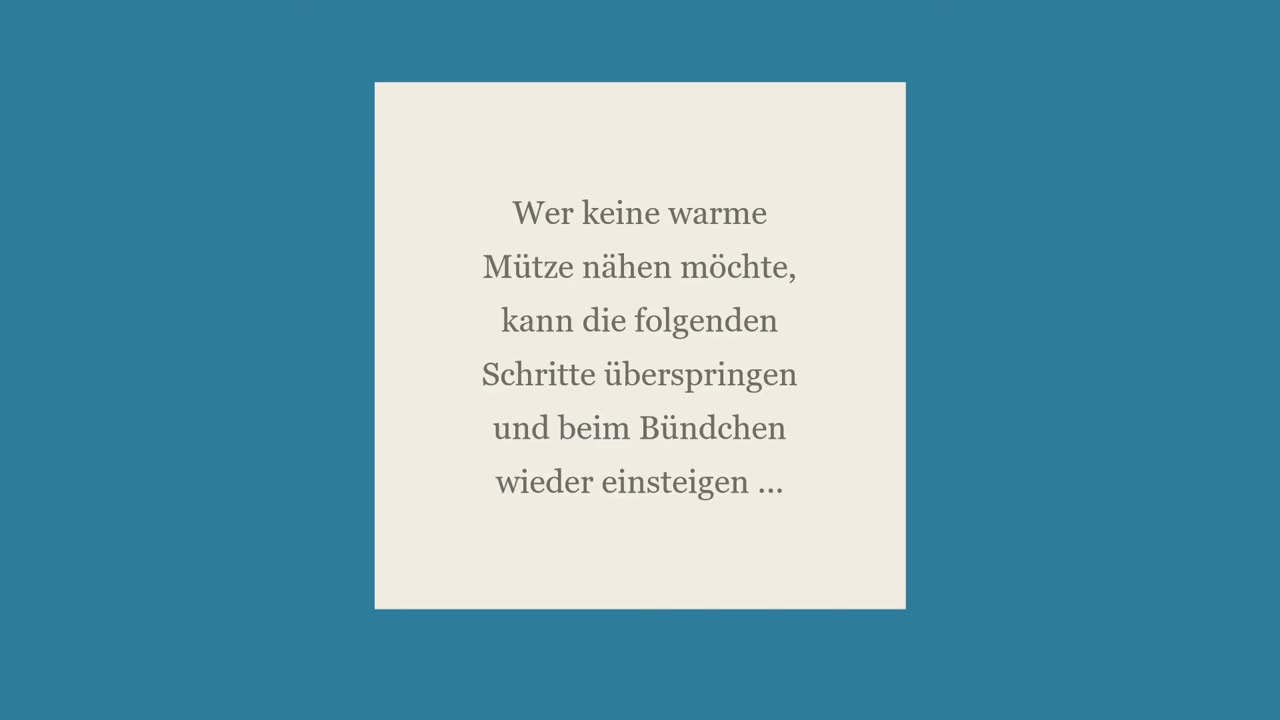 Wer keine warme
Mütze nähen möchte,
kann die folgenden
Schritte überspringen
und beim Bündchen
wieder einsteigen ...